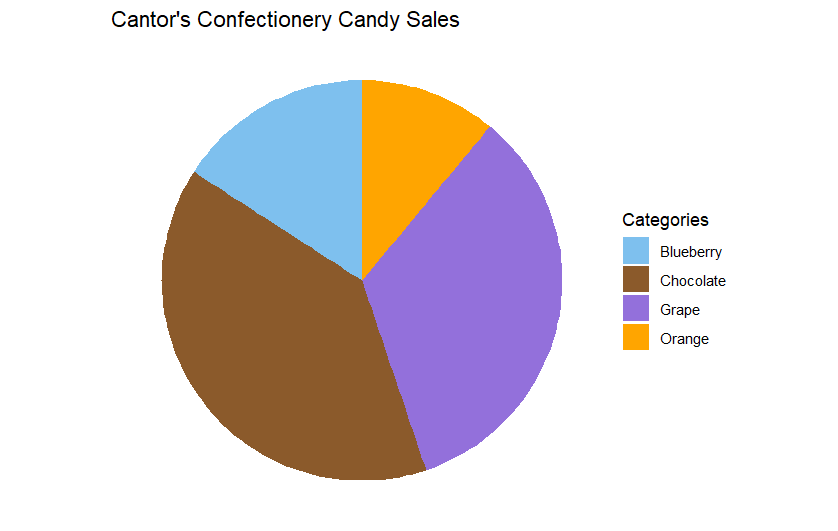 Cantor's Confectionery Candy Sales
Categories
Blueberry
Chocolate
Grape
Orange